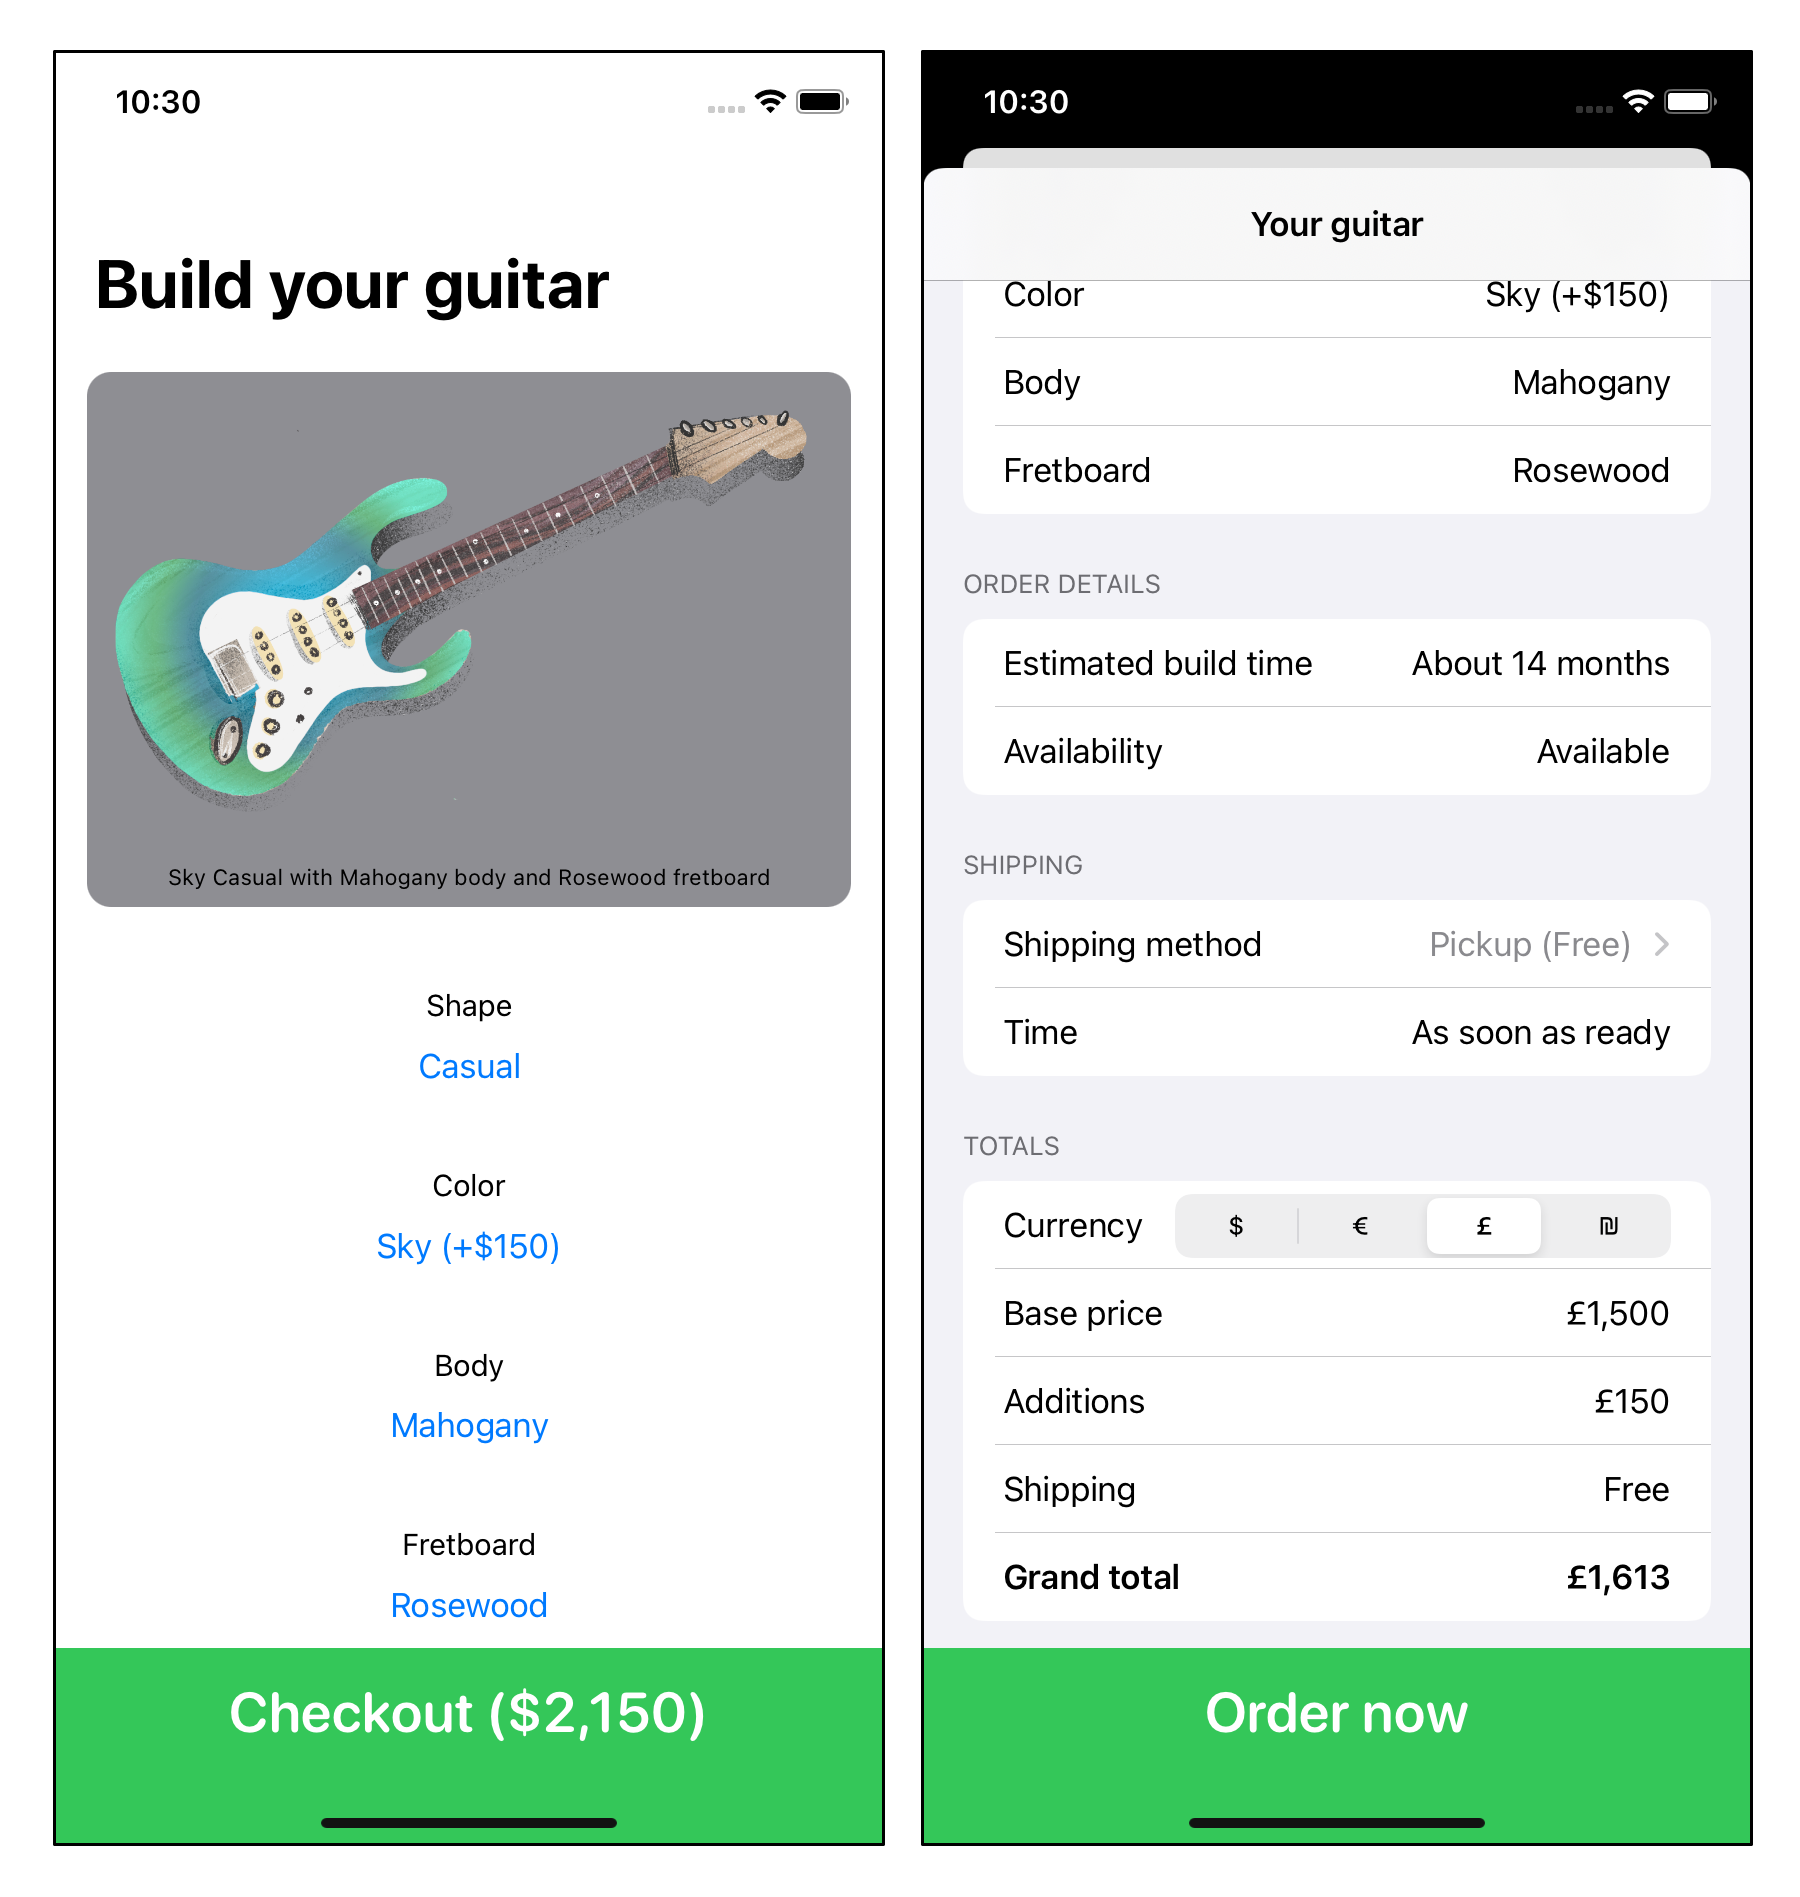 10:30
Build your guitar
Sky Casual with Mahogany body and Rosewood fretboard
Shape
Casual
Color
Sky (+$150)
Body
Mahogany
Fretboard
Rosewood
Checkout ($2,150)
10:30
Your guitar
Color Sky (+$150)
Body Mahogany
Fretboard Rosewood
ORDER DETAILS
Estimated build time About 14 months
Availability Available
SHIPPING
Shipping method Pickup (Free)
Time As soon as ready
TOTALS
Currency $ € £ ₪
Base price £1,500
Additions £150
Shipping Free
Grand total £1,613
Order now